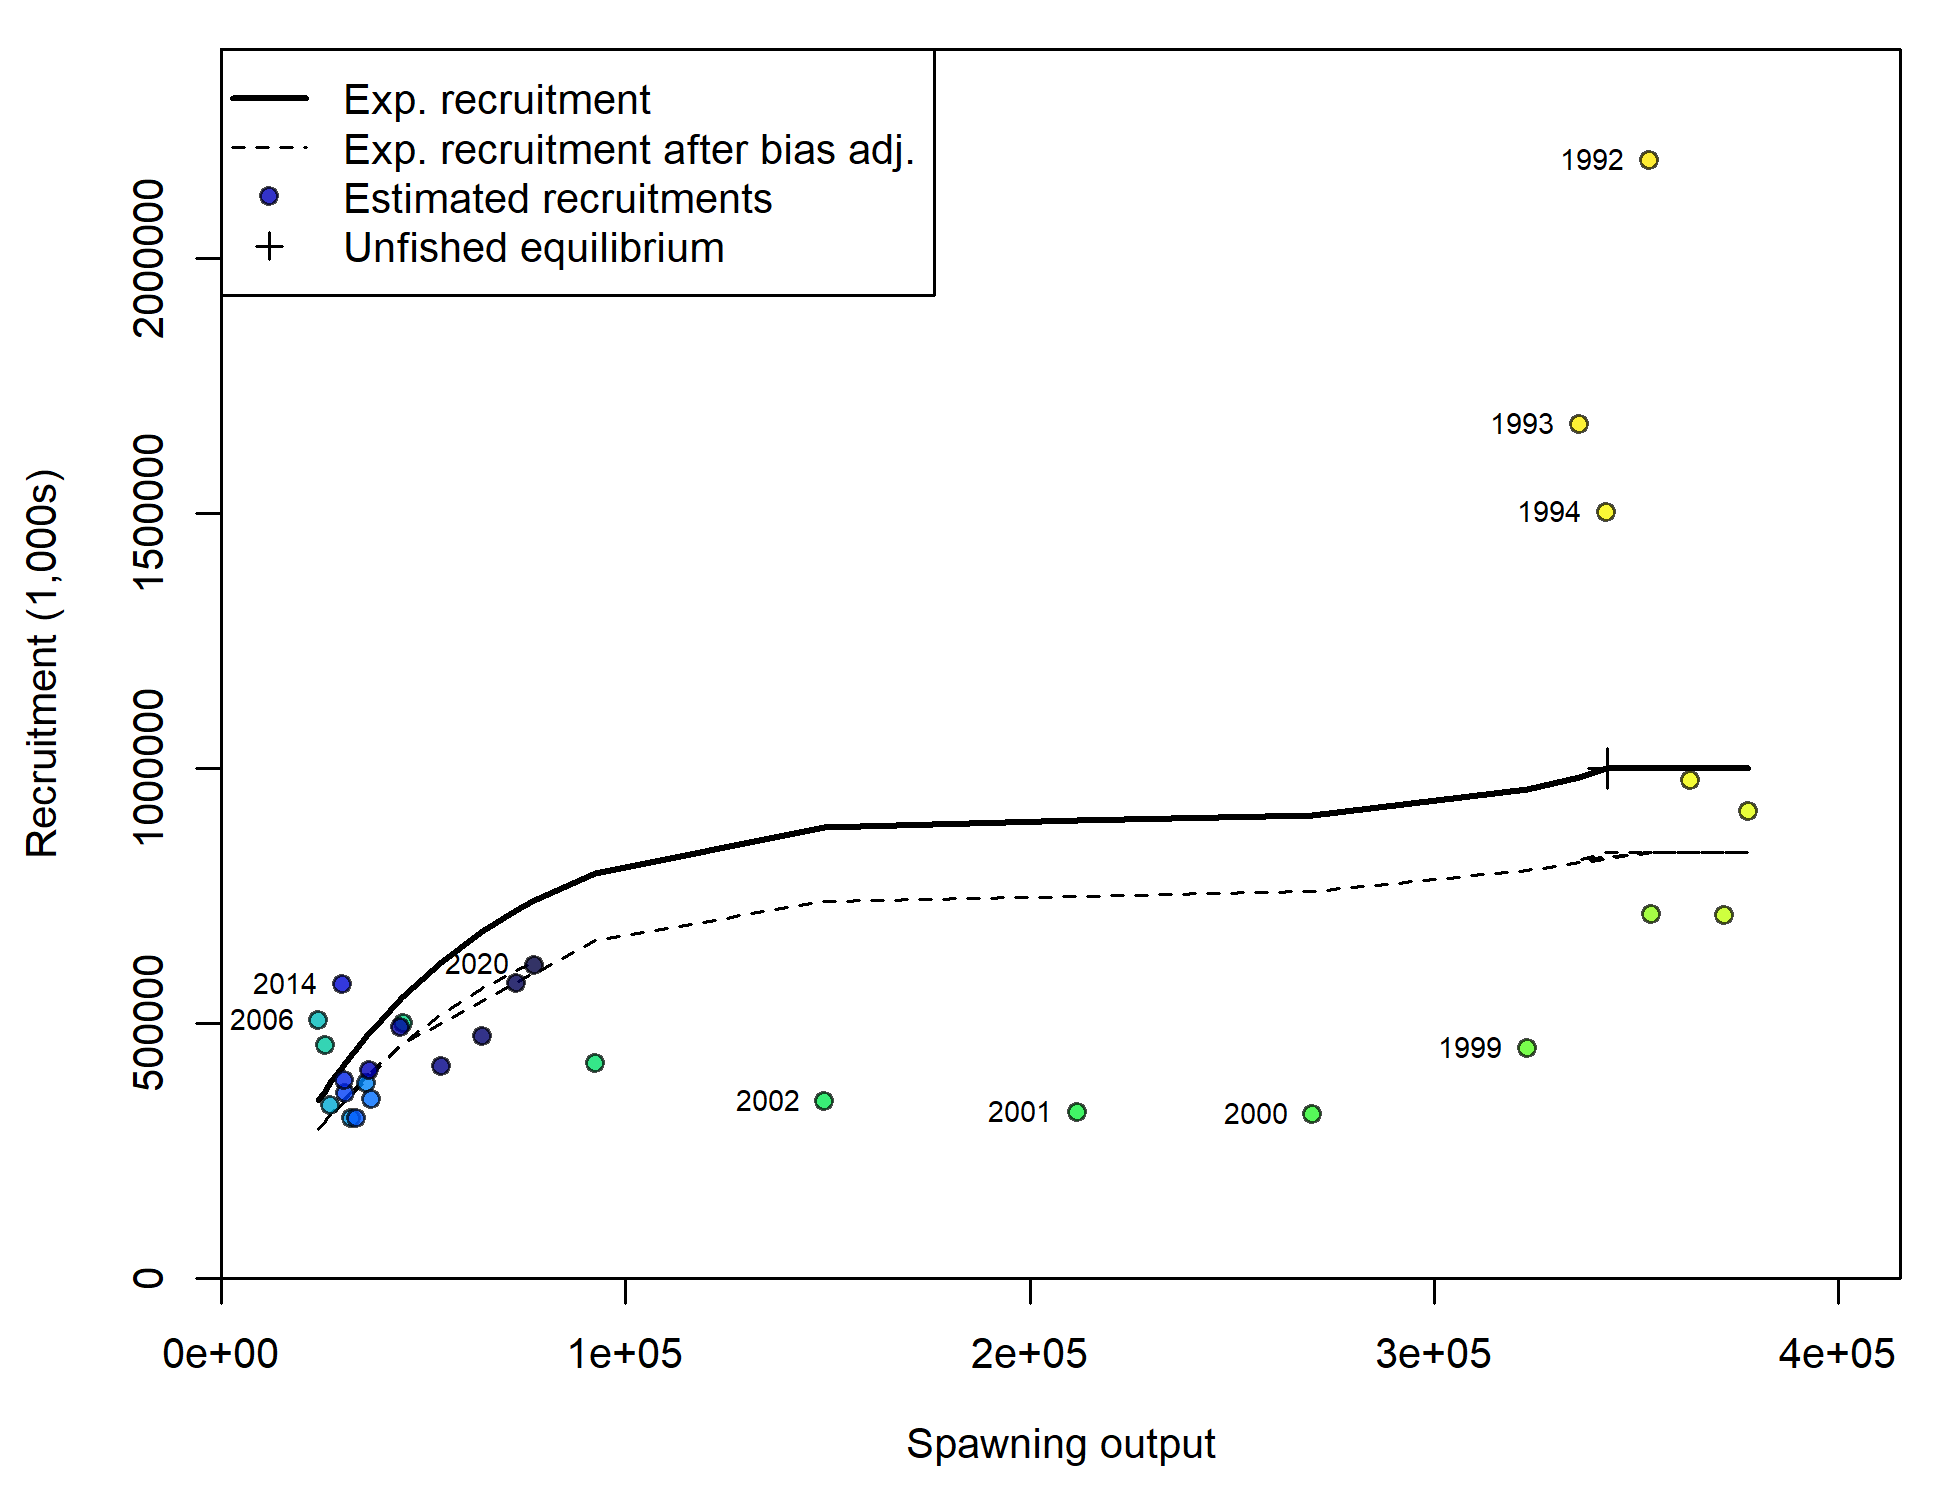 Exp. recruitment
Exp. recruitment after bias adj.
Estimated recruitments
Unfished equilibrium
1992
1993
1994
2020
2014
2006
1999
2002
2001
2000
Recruitment (1,000s)
2000000
1500000
1000000
500000
0
0e+00
1e+05
2e+05
3e+05
4e+05
Spawning output